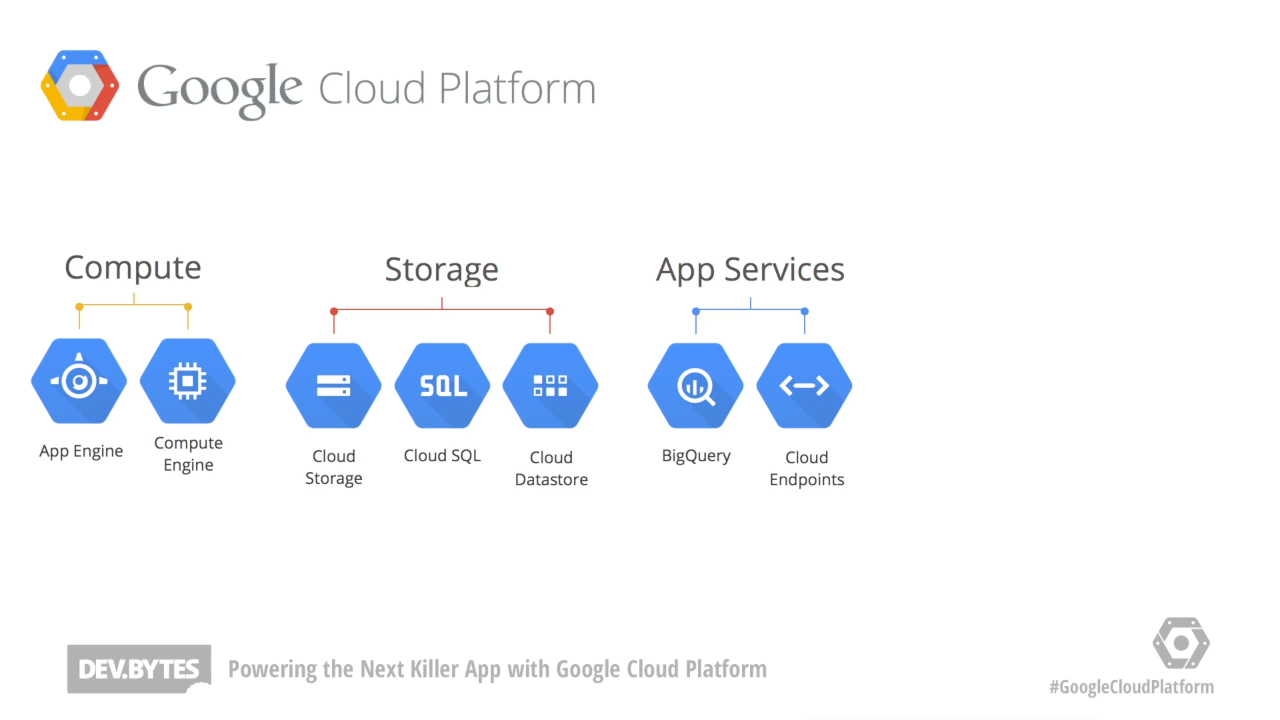 Google Cloud Platform
Compute
Storage
App Services
SQL
App Engine
Compute
Engine
Cloud
Storage
Cloud SQL
Cloud
Datastore
BigQuery
Cloud
Endpoints
DEV.BYTES
Powering the Next Killer App with Google Cloud Platform
#GoogleCloudPlatform